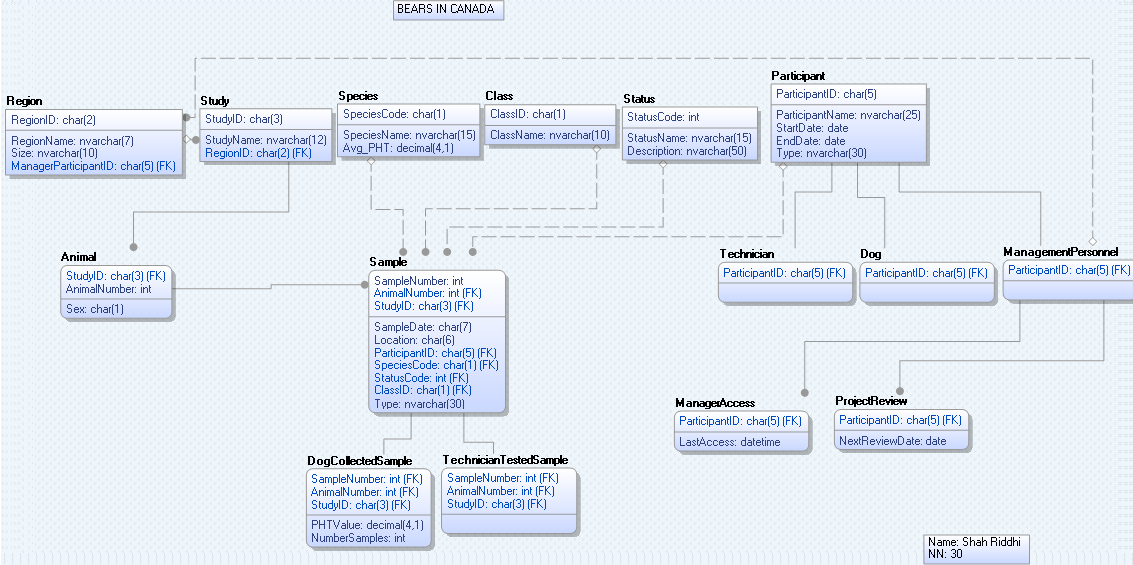 BEARS IN CANADA
Region
RegionID: char(2)
RegionName: nvarchar(7)
Size: nvarchar(10)
ManagerParticipantID: char(5) (FK)
Study
StudyID: char(3)
StudyName: nvarchar(12)
RegionID: char(2) (FK)
Species
SpeciesCode: char(1)
SpeciesName: nvarchar(15)
Avg_PHT: decimal(4,1)
Class
ClassID: char(1)
ClassName: nvarchar(10)
Status
StatusCode: int
StatusName: nvarchar(15)
Description: nvarchar(50)
Participant
ParticipantID: char(5)
ParticipantName: nvarchar(25)
StartDate: date
EndDate: date
Type: nvarchar(30)
Animal
StudyID: char(3) (FK)
AnimalNumber: int
Sex: char(1)
Sample
SampleNumber: int
AnimalNumber: int (FK)
StudyID: char(3) (FK)
SampleDate: char(7)
Location: char(6)
ParticipantID: char(5) (FK)
SpeciesCode: char(1) (FK)
StatusCode: int (FK)
ClassID: char(1) (FK)
Type: nvarchar(30)
Technician
ParticipantID: char(5) (FK)
Dog
ParticipantID: char(5) (FK)
ManagementPersonnel
ParticipantID: char(5) (FK)
ManagerAccess
ParticipantID: char(5) (FK)
LastAccess: datetime
ProjectReview
ParticipantID: char(5) (FK)
NextReviewDate: date
DogCollectedSample
SampleNumber: int (FK)
AnimalNumber: int (FK)
StudyID: char(3) (FK)
PHTValue: decimal(4,1)
NumberSamples: int
TechnicianTestedSample
SampleNumber: int (FK)
AnimalNumber: int (FK)
StudyID: char(3) (FK)
Name: Shah Riddhi
NN: 30